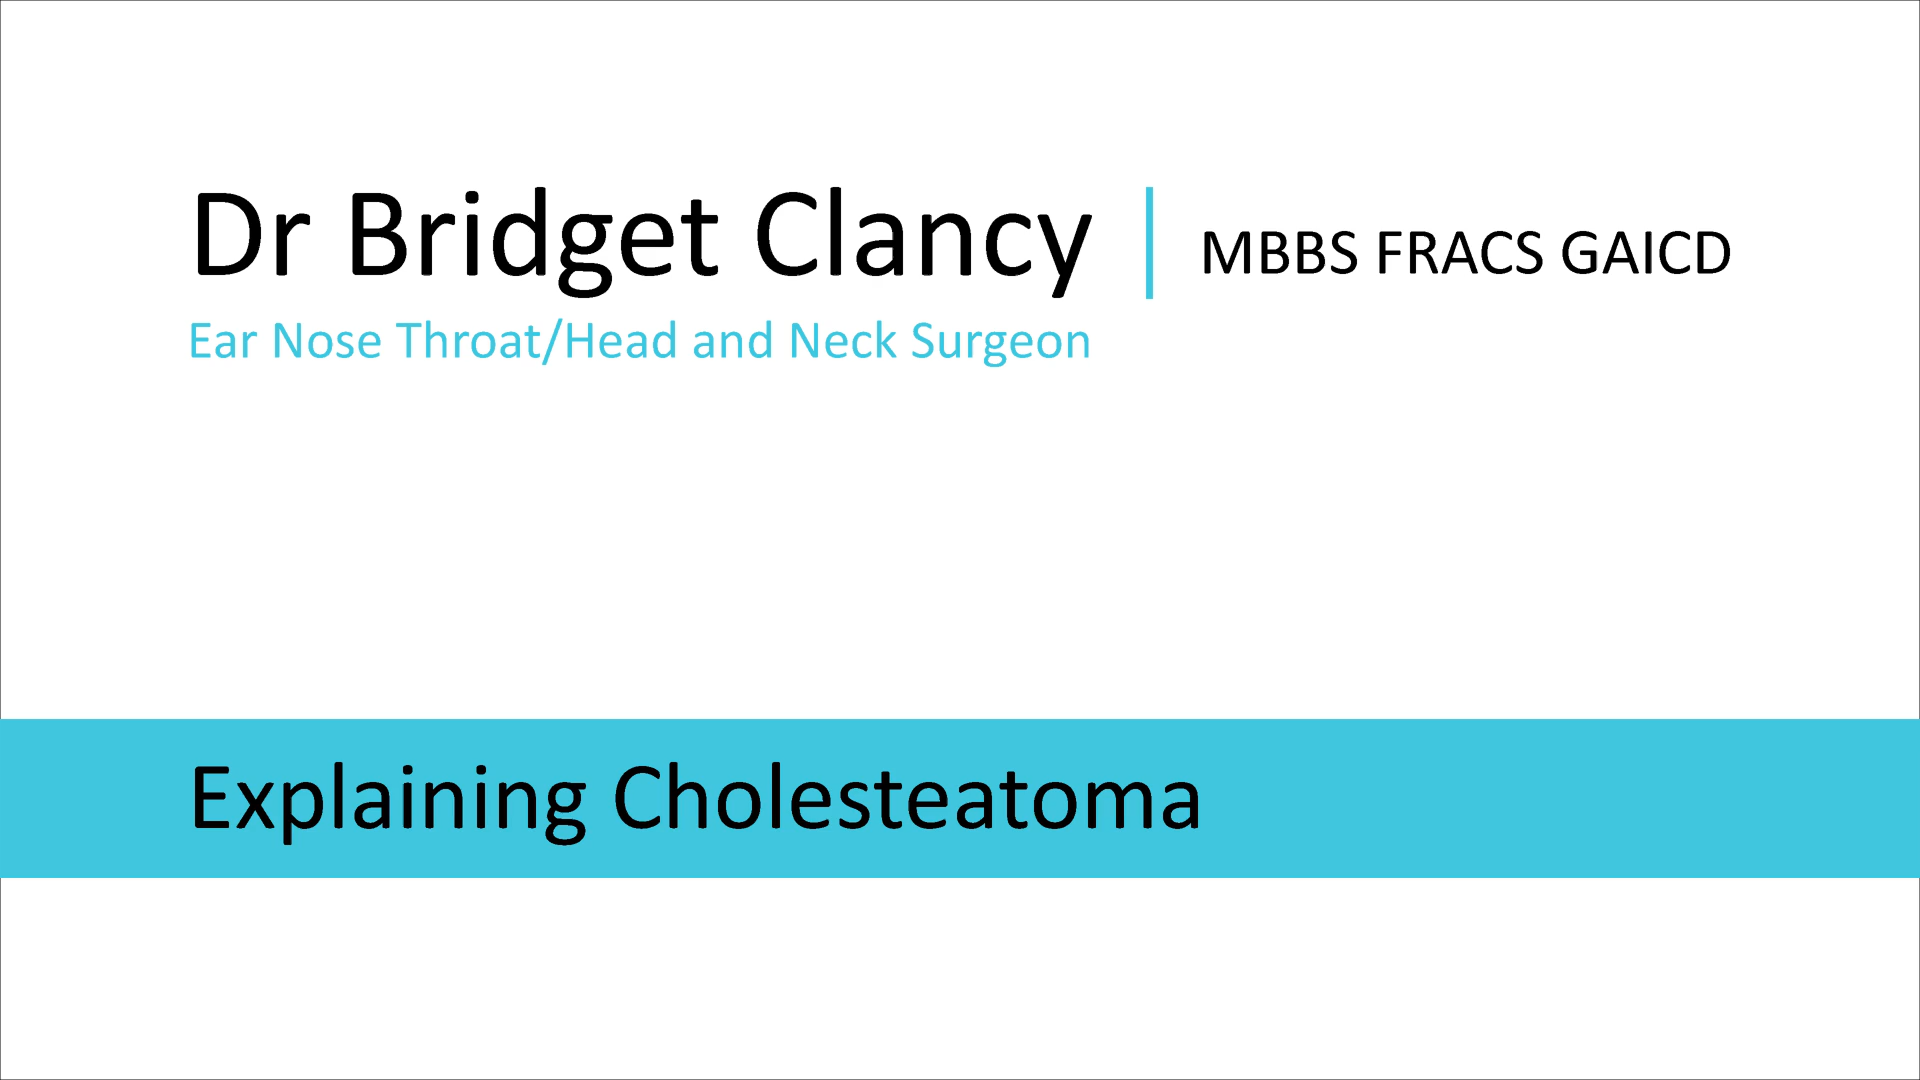 Dr Bridget Clancy | MBBS FRACS GAICD
Ear Nose Throat/Head and Neck Surgeon
Explaining Cholesteatoma